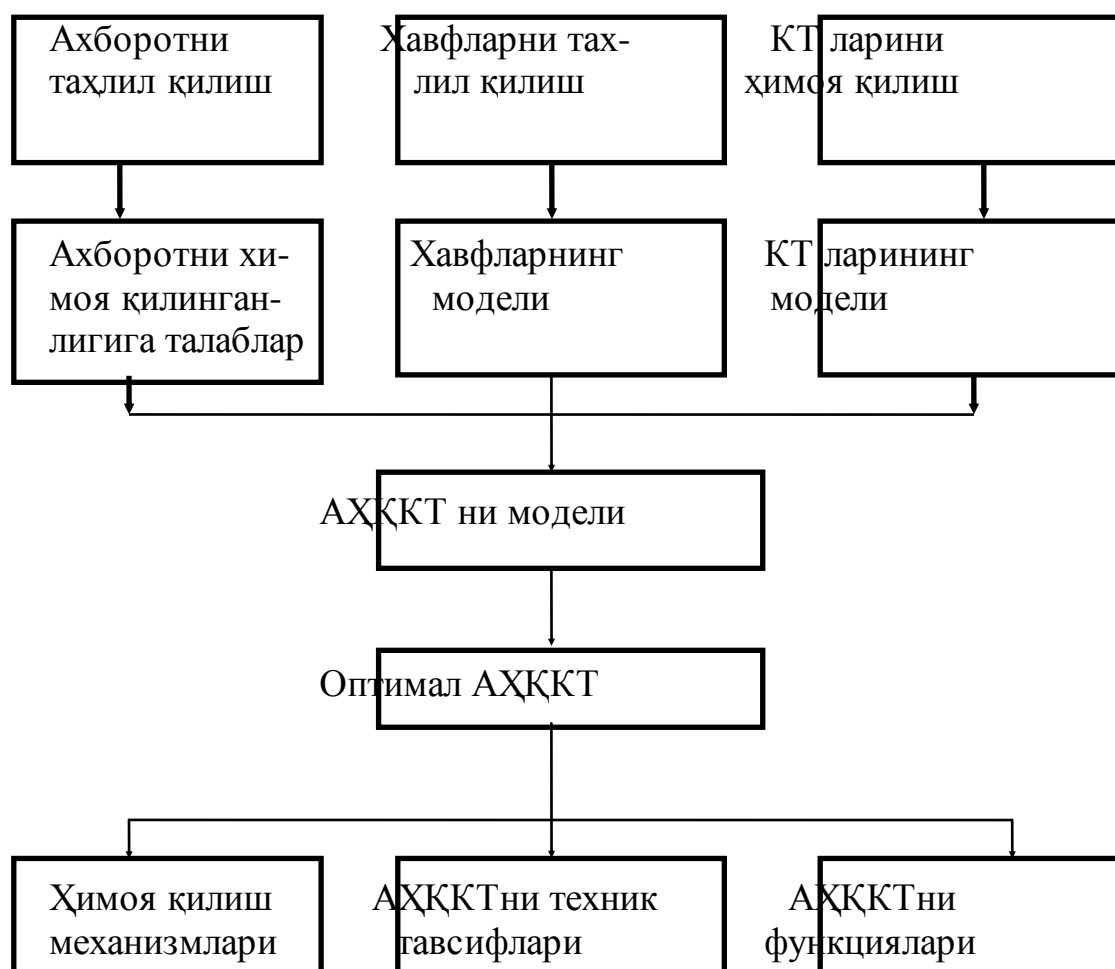 Ахборотни
таҳлил қилиш
Хавфларни тах-
лил қилиш
КТ ларини
ҳимоя қилиш
Ахборотни хи-
моя қилинган-
лигига талаблар
Хавфларнинг
модели
КТ ларининг
модели
АҲҚКТ ни модели
Оптимал АҲҚКТ
Ҳимоя қилиш
механизмлари
АҲҚКТни техник
тавсифлари
АҲҚКТни
функциялари